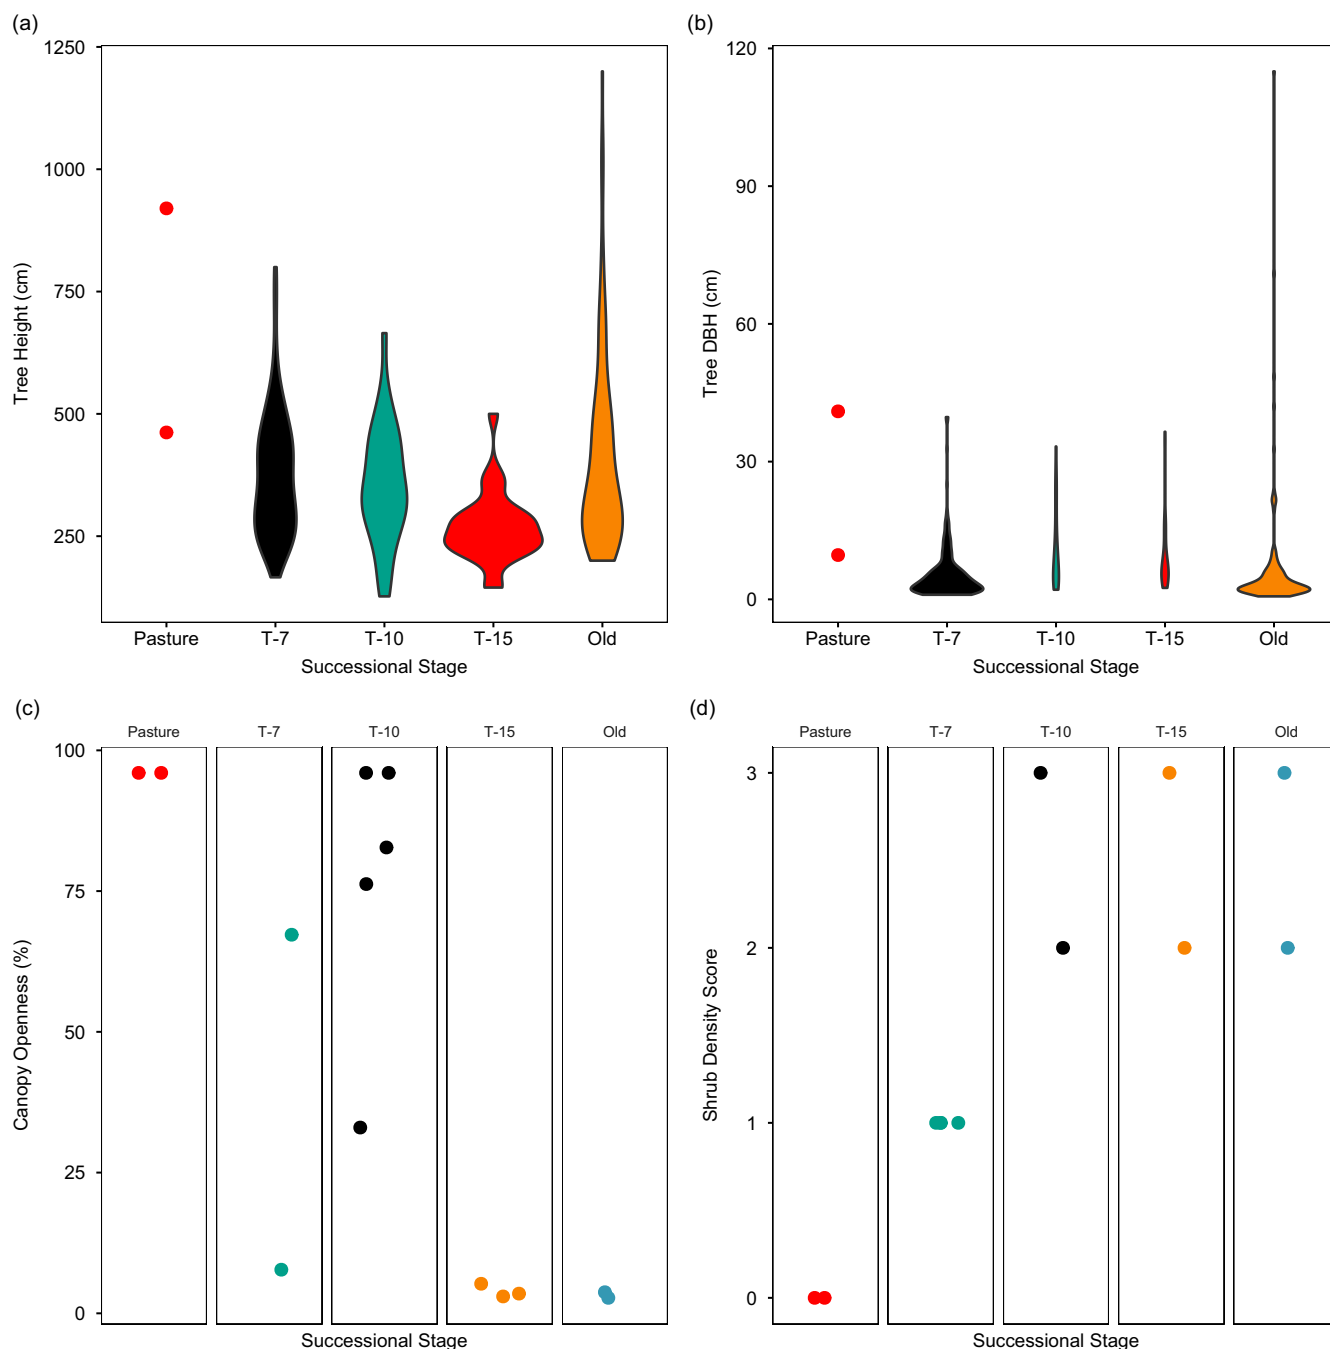 (a)
1250
1000
750
500
250
Tree Height (cm)
Pasture T-7 T-10 T-15 Old
Successional Stage
(b)
120
90
60
30
0
Tree DBH (cm)
Pasture T-7 T-10 T-15 Old
Successional Stage
(c)
Pasture T-7 T-10 T-15 Old
100
75
50
25
0
Canopy Openness (%)
Successional Stage
(d)
Pasture T-7 T-10 T-15 Old
3
2
1
0
Shrub Density Score
Successional Stage